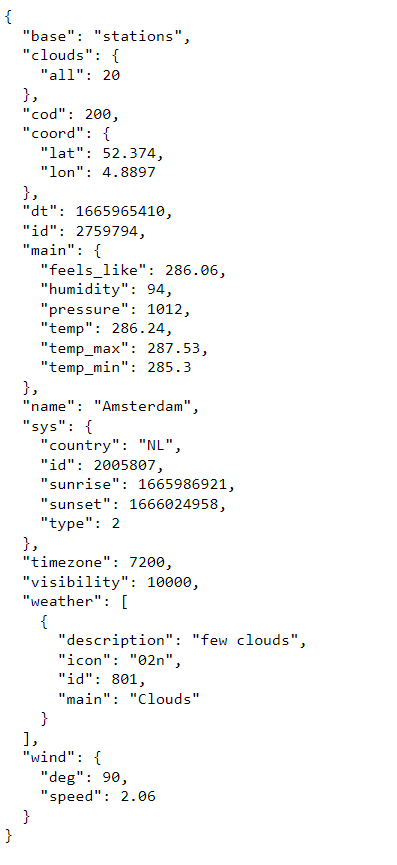 {
  "base": "stations",
  "clouds": {
    "all": 20
  },
  "cod": 200,
  "coord": {
    "lat": 52.374,
    "lon": 4.8897
  },
  "dt": 1665965410,
  "id": 2759794,
  "main": {
    "feels_like": 286.06,
    "humidity": 94,
    "pressure": 1012,
    "temp": 286.24,
    "temp_max": 287.53,
    "temp_min": 285.3
  },
  "name": "Amsterdam",
  "sys": {
    "country": "NL",
    "id": 2005807,
    "sunrise": 1665986921,
    "sunset": 1666024958,
    "type": 2
  },
  "timezone": 7200,
  "visibility": 10000,
  "weather": [
    {
      "description": "few clouds",
      "icon": "02n",
      "id": 801,
      "main": "Clouds"
    }
  ],
  "wind": {
    "deg": 90,
    "speed": 2.06
  }
}